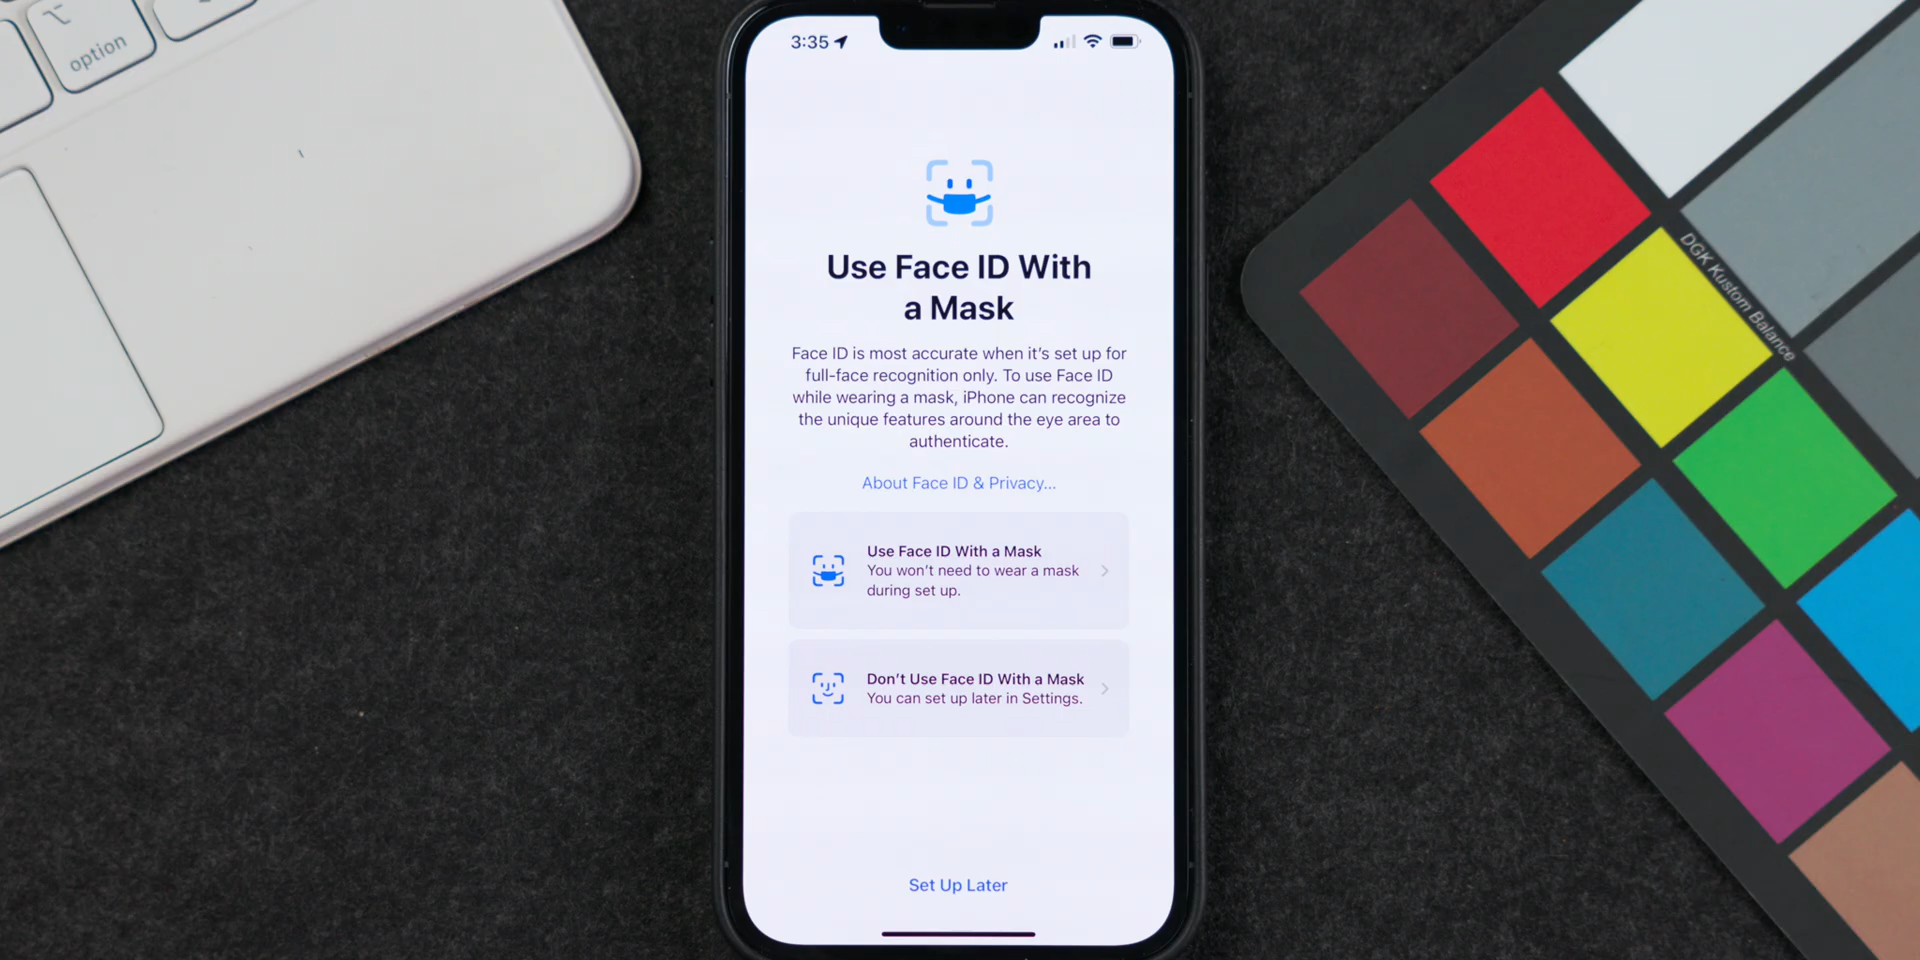 option
3:35
Use Face ID With
a Mask
Face ID is most accurate when it’s set up for
full-face recognition only. To use Face ID
while wearing a mask, iPhone can recognize
the unique features around the eye area to
authenticate.
About Face ID & Privacy...
Use Face ID With a Mask
You won’t need to wear a mask
during set up.
Don’t Use Face ID With a Mask
You can set up later in Settings.
Set Up Later
DGK Kustom Balance